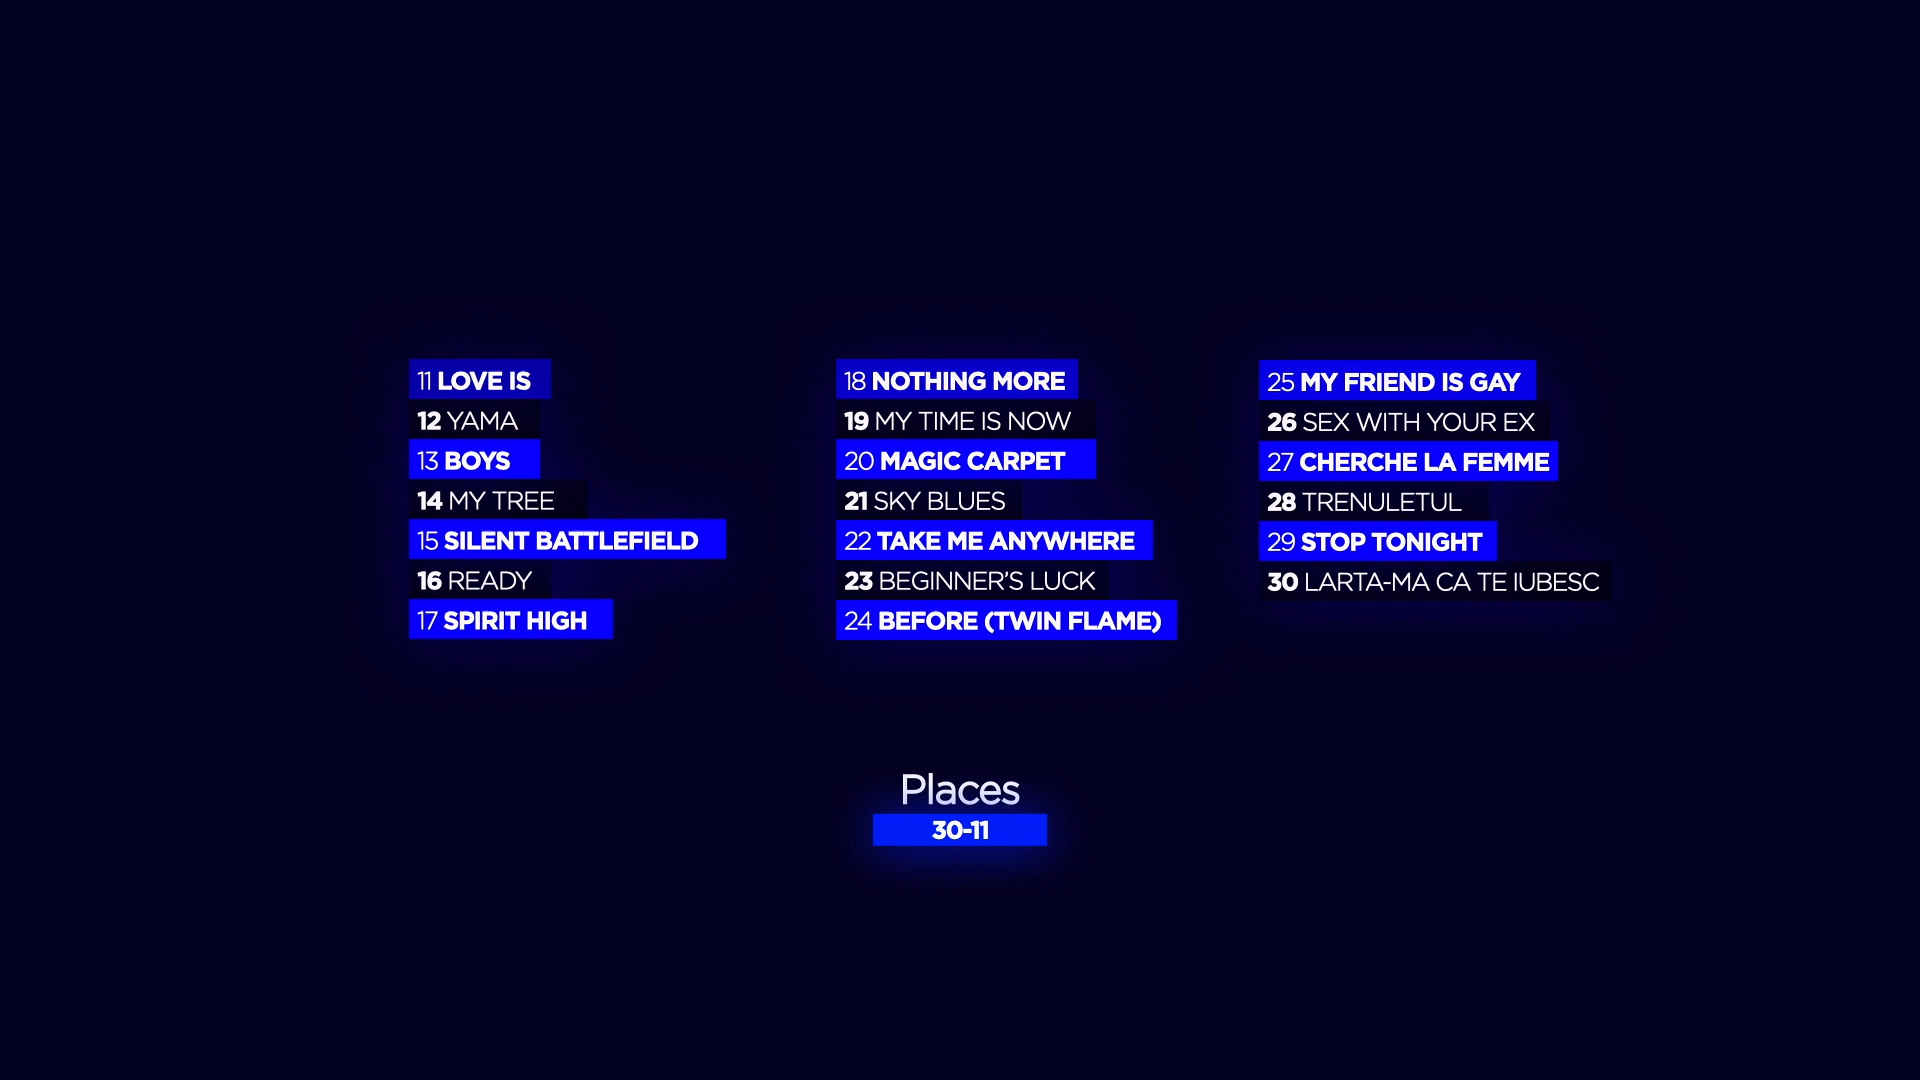 11 LOVE IS
12 YAMA
13 BOYS
14 MY TREE
15 SILENT BATTLEFIELD
16 READY
17 SPIRIT HIGH
18 NOTHING MORE
19 MY TIME IS NOW
20 MAGIC CARPET
21 SKY BLUES
22 TAKE ME ANYWHERE
23 BEGINNER'S LUCK
24 BEFORE (TWIN FLAME)
25 MY FRIEND IS GAY
26 SEX WITH YOUR EX
27 CHERCHE LA FEMME
28 TRENULETUL
29 STOP TONIGHT
30 LARTA-MA CA TE IUBESC
Places
30-11